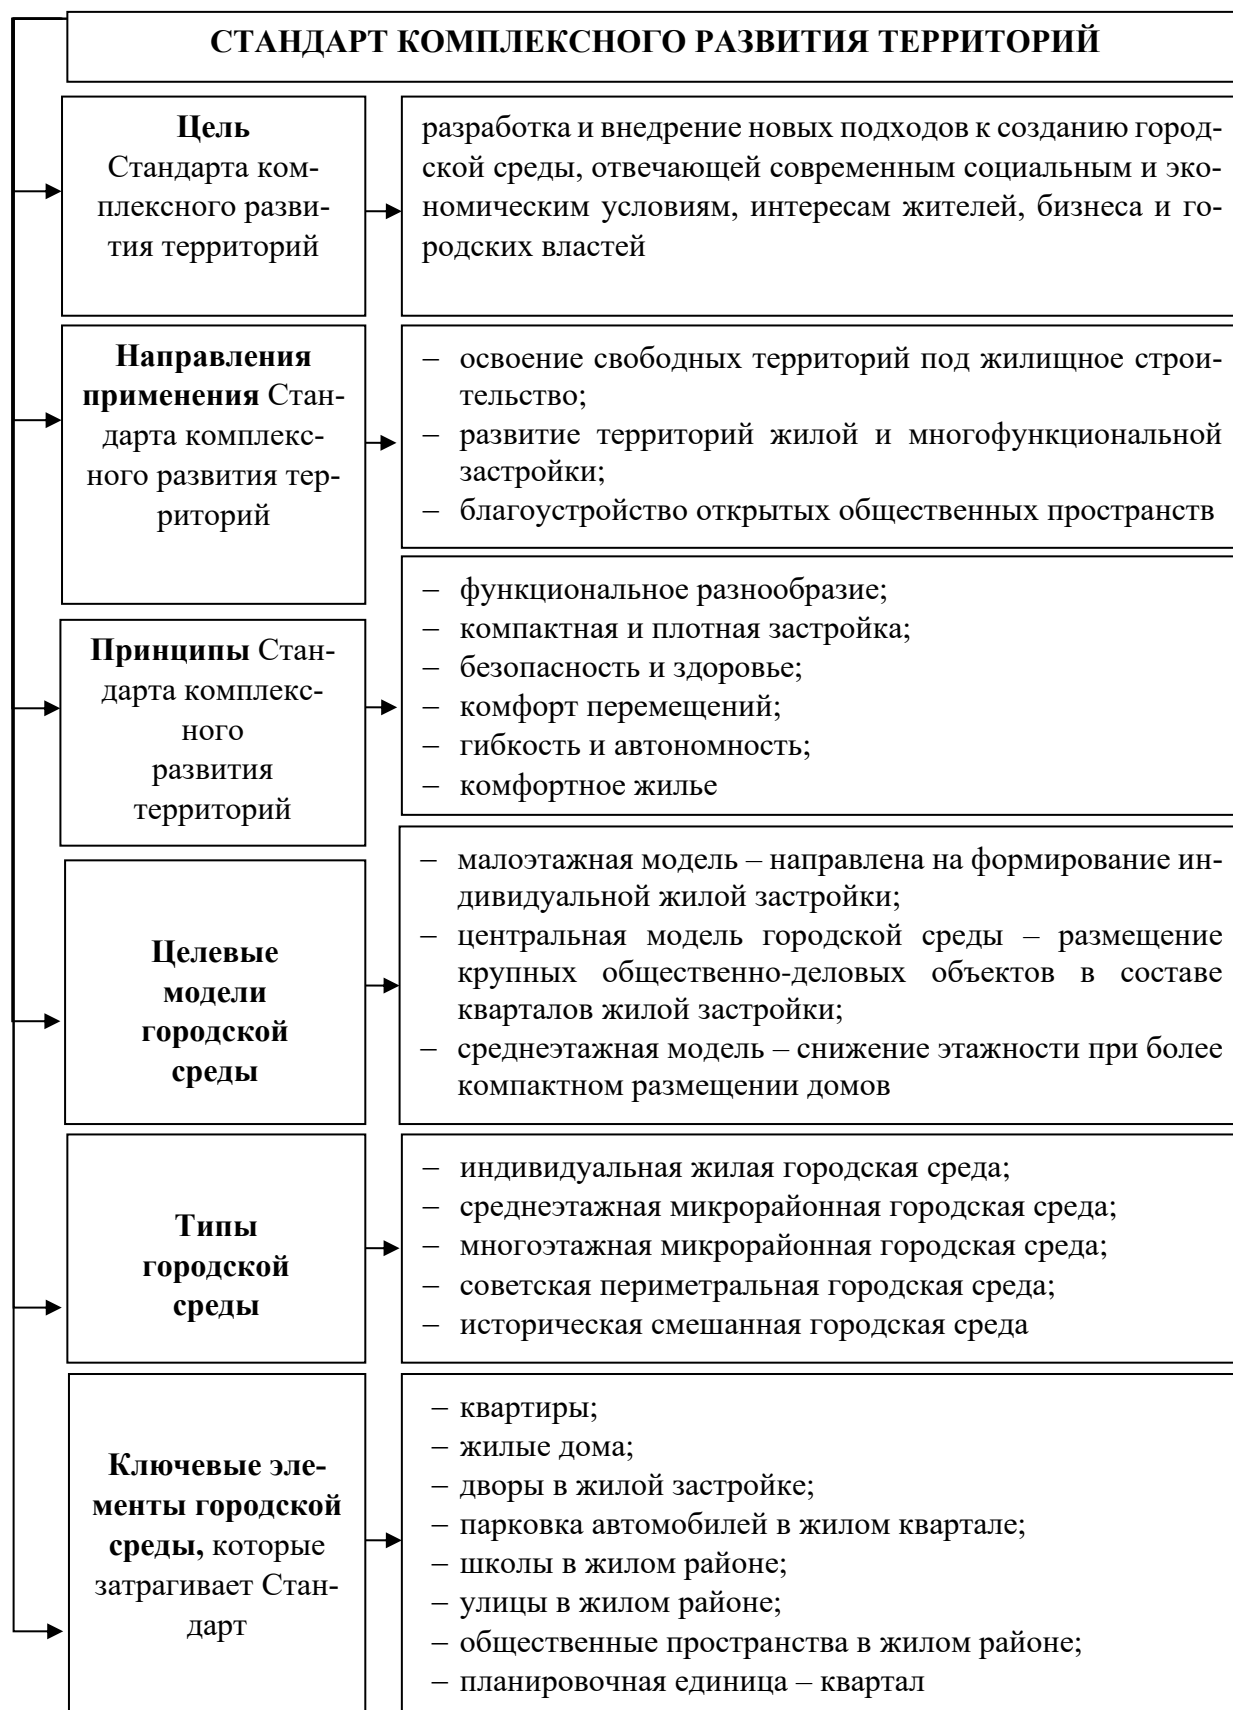 СТАНДАРТ КОМПЛЕКСНОГО РАЗВИТИЯ ТЕРРИТОРИЙ
Цель
Стандарта ком-
плексного разви-
тия территорий
разработка и внедрение новых подходов к созданию город-
ской среды, отвечающей современным социальным и эко-
номическим условиям, интересам жителей, бизнеса и го-
родских властей
Направления
применения Стан-
дарта комплекс-
ного развития тер-
риторий
– освоение свободных территорий под жилищное строи-
тельство;
– развитие территорий жилой и многофункциональной
застройки;
– благоустройство открытых общественных пространств
Принципы Стан-
дарта комплекс-
ного
развития
территорий
– функциональное разнообразие;
– компактная и плотная застройка;
– безопасность и здоровье;
– комфорт перемещений;
– гибкость и автономность;
– комфортное жилье
Целевые
модели
городской
среды
– малоэтажная модель – направлена на формирование ин-
дивидуальной жилой застройки;
– центральная модель городской среды – размещение
крупных общественно-деловых объектов в составе
кварталов жилой застройки;
– среднеэтажная модель – снижение этажности при более
компактном размещении домов
Типы
городской
среды
– индивидуальная жилая городская среда;
– среднеэтажная микрорайонная городская среда;
– многоэтажная микрорайонная городская среда;
– советская периметральная городская среда;
– историческая смешанная городская среда
Ключевые эле-
менты городской
среды, которые
затрагивает Стан-
дарт
– квартиры;
– жилые дома;
– дворы в жилой застройке;
– парковка автомобилей в жилом квартале;
– школы в жилом районе;
– улицы в жилом районе;
– общественные пространства в жилом районе;
– планировочная единица – квартал